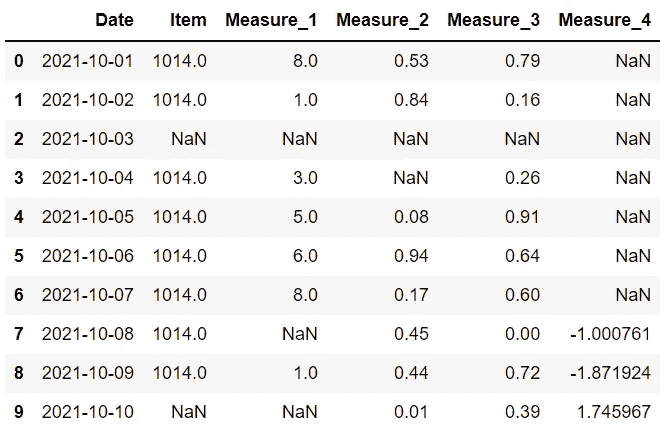 Date Item Measure_1 Measure_2 Measure_3 Measure_4
0 2021-10-01 1014.0 8.0 0.53 0.79 NaN
1 2021-10-02 1014.0 1.0 0.84 0.16 NaN
2 2021-10-03 NaN NaN NaN NaN NaN
3 2021-10-04 1014.0 3.0 NaN 0.26 NaN
4 2021-10-05 1014.0 5.0 0.08 0.91 NaN
5 2021-10-06 1014.0 6.0 0.94 0.64 NaN
6 2021-10-07 1014.0 8.0 0.17 0.60 NaN
7 2021-10-08 1014.0 NaN 0.45 0.00 -1.000761
8 2021-10-09 1014.0 1.0 0.44 0.72 -1.871924
9 2021-10-10 NaN NaN 0.01 0.39 1.745967